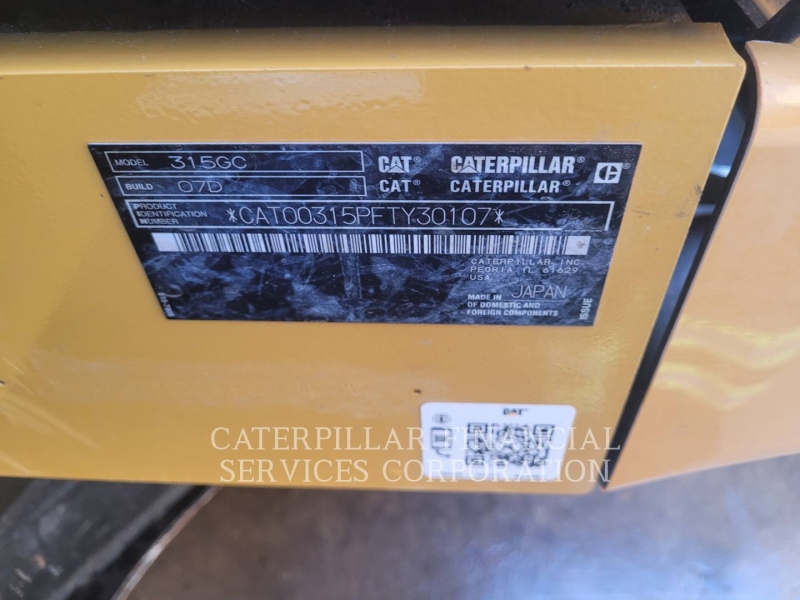 MODEL 315GC
BUILD 07D
CAT® CATERPILLAR®
CAT® CATERPILLAR®
PRODUCT IDENTIFICATION NUMBER *CAT00315PFTY30107*
CATERPILLAR INC.
PEORIA IL 61629
USA
MADE IN JAPAN
OF DOMESTIC AND
FOREIGN COMPONENTS
ISSUE
CAT
CATERPILLAR FINANCIAL
SERVICES CORPORATION